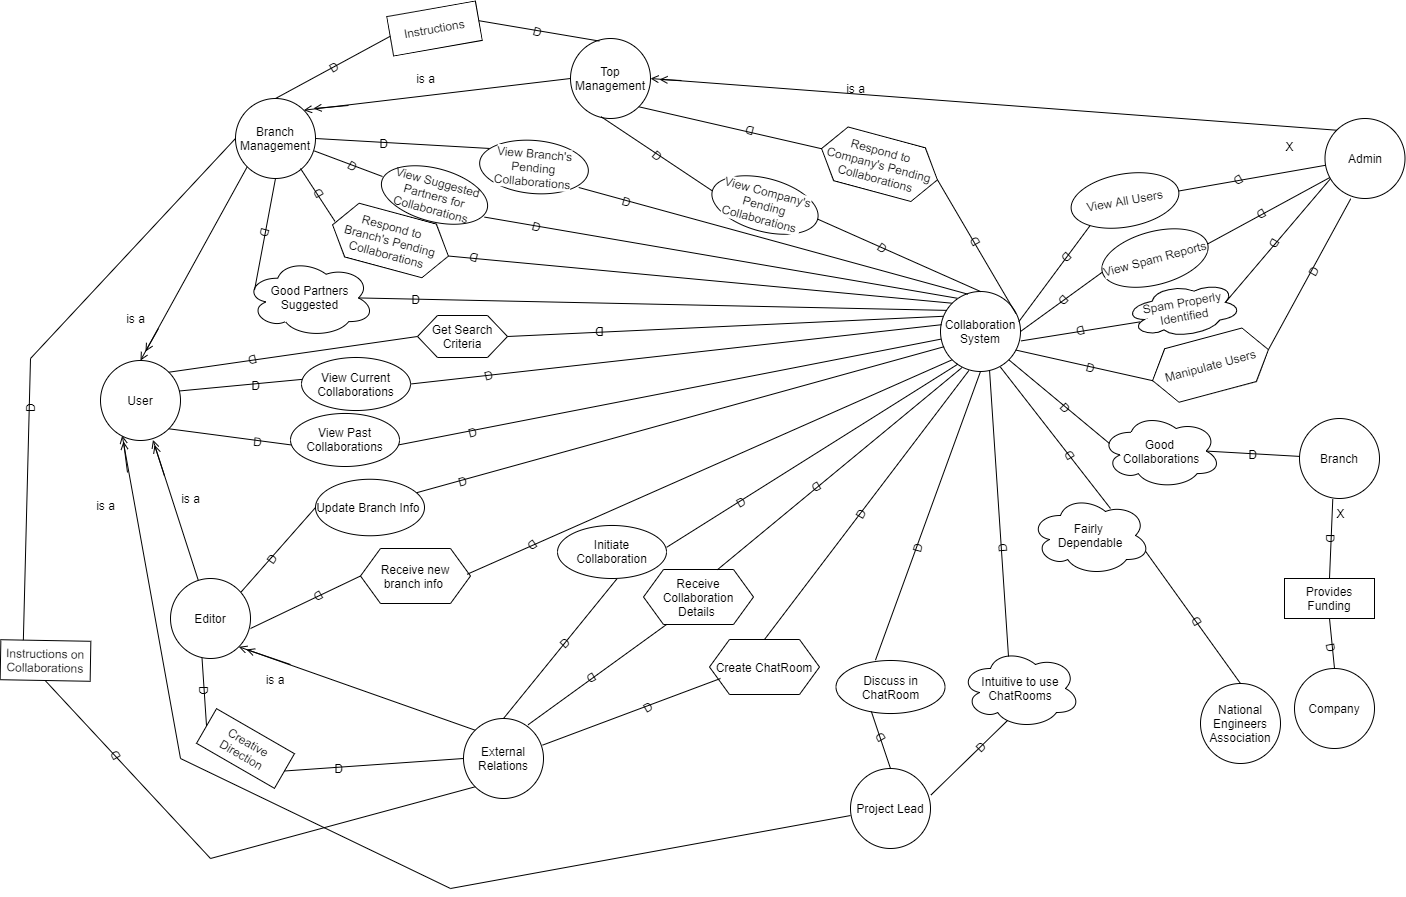 Instructions
D
D
Top
Management
is a
is a
Branch
Management
D
D
X
Admin
D
View Branch's
Pending
Collaborations
Respond to
Company's Pending
Collaborations
D
View Suggested
Partners for
Collaborations
D
View Company's
Pending
Collaborations
View All Users
D
D
D
D
D
Respond to
Branch's Pending
Collaborations
D
D
D
D
D
View Spam Reports
D
D
D
D
Good Partners
Suggested
D
Spam Properly
Identified
is a
Get Search
Criteria
D
Collaboration
System
D
D
D
Manipulate Users
User
D
View Current
Collaborations
D
D
D
View Past
Collaborations
D
D
Good
Collaborations
D
Branch
D
D
is a
is a
Update Branch Info
D
D
D
X
D
Fairly
Dependable
D
D
Initiate
Collaboration
D
D
D
D
Receive new
branch info
D
Receive
Collaboration
Details
Provides
Funding
Editor
D
D
D
Instructions on
Collaborations
is a
D
D
Create ChatRoom
Discuss in
ChatRoom
Intuitive to use
ChatRooms
D
Creative
Direction
D
D
External
Relations
D
D
D
National
Engineers
Association
Company
Project Lead